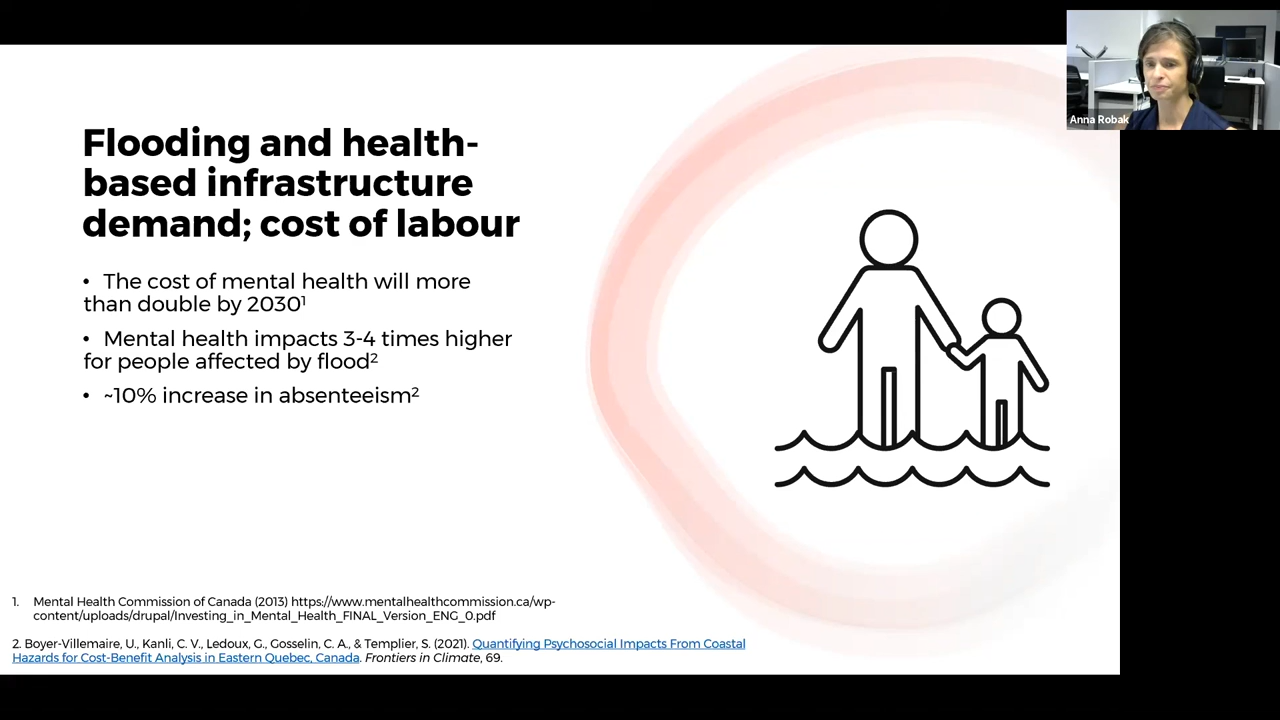 Anna Robak
Flooding and health-
based infrastructure
demand; cost of labour
• The cost of mental health will more
than double by 2030¹
• Mental health impacts 3-4 times higher
for people affected by flood²
• ~10% increase in absenteeism²
1. Mental Health Commission of Canada (2013) https://www.mentalhealthcommission.ca/wp-
content/uploads/drupal/Investing_in_Mental_Health_FINAL_Version_ENG_0.pdf
2. Boyer-Villemaire, U., Kanli, C. V., Ledoux, G., Gosselin, C. A., & Templier, S. (2021). Quantifying Psychosocial Impacts From Coastal
Hazards for Cost-Benefit Analysis in Eastern Quebec, Canada. Frontiers in Climate, 69.